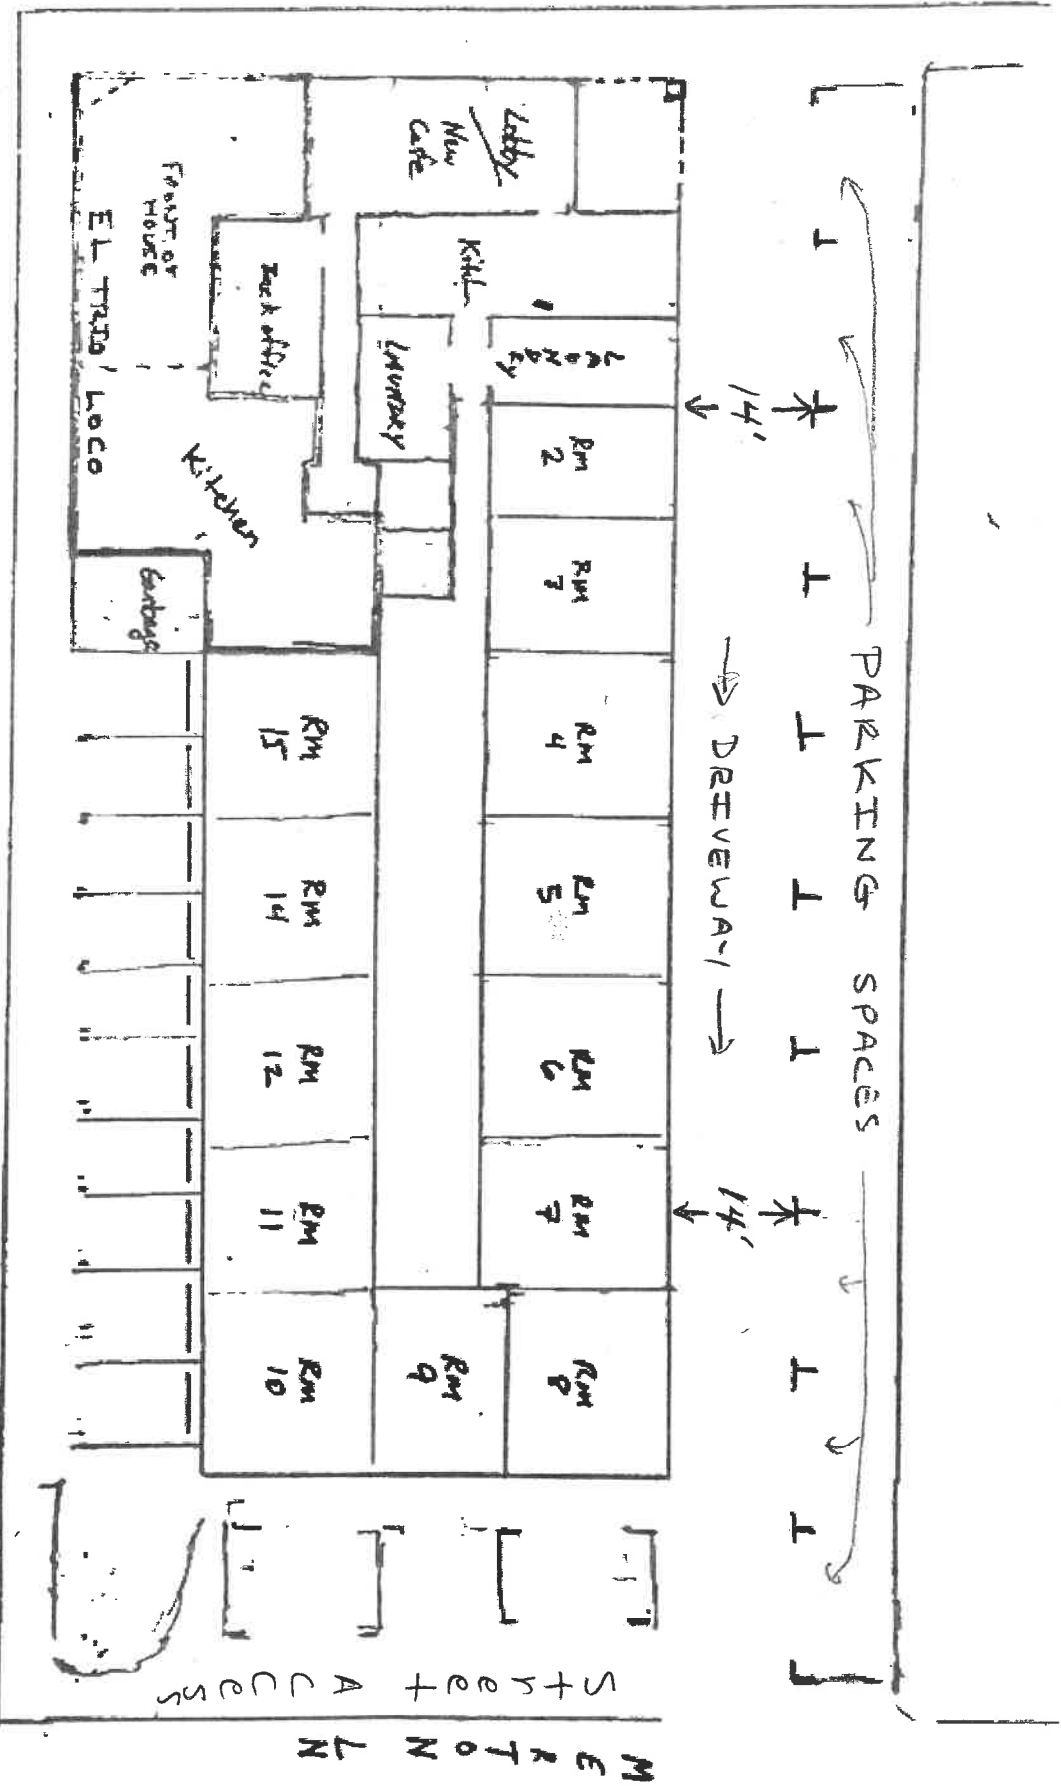 PARKING SPACES
14'
→ DRIVEWAY →
14'
Lobby
New
Cafe
Kitch
LAUNDRY
Rm
2
Rm
3
Rm
4
Rm
5
Rm
6
Rm
7
Rm
8
LAUNDRY
Rm
9
Back office
Kitchen
Rm
15
Rm
14
Rm
12
Rm
11
Rm
10
FRONT OF
HOUSE
EL TRIO LOCO
Garbage
Street Access
MERTON LN